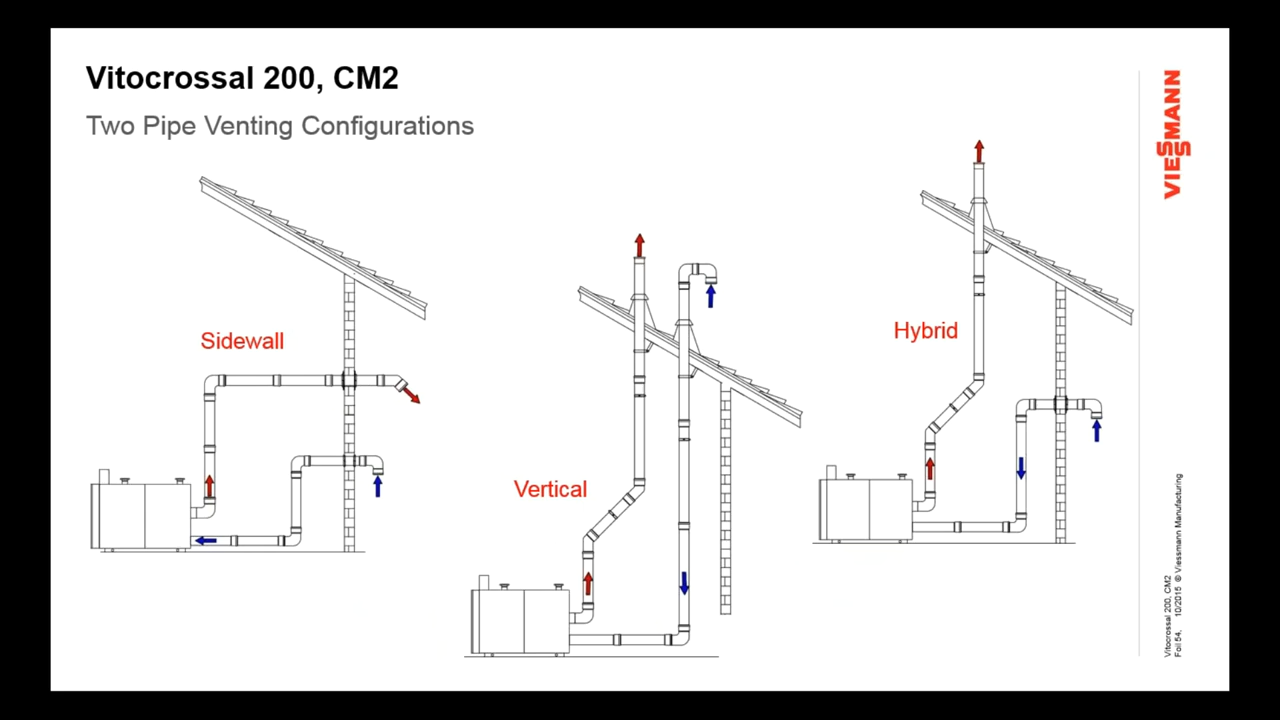 Vitocrossal 200, CM2
Two Pipe Venting Configurations
VIESMANN
Sidewall
Vertical
Hybrid
Vitocrossal 200, CM2
Foil 54, 10/2015 © Viessmann Manufacturing